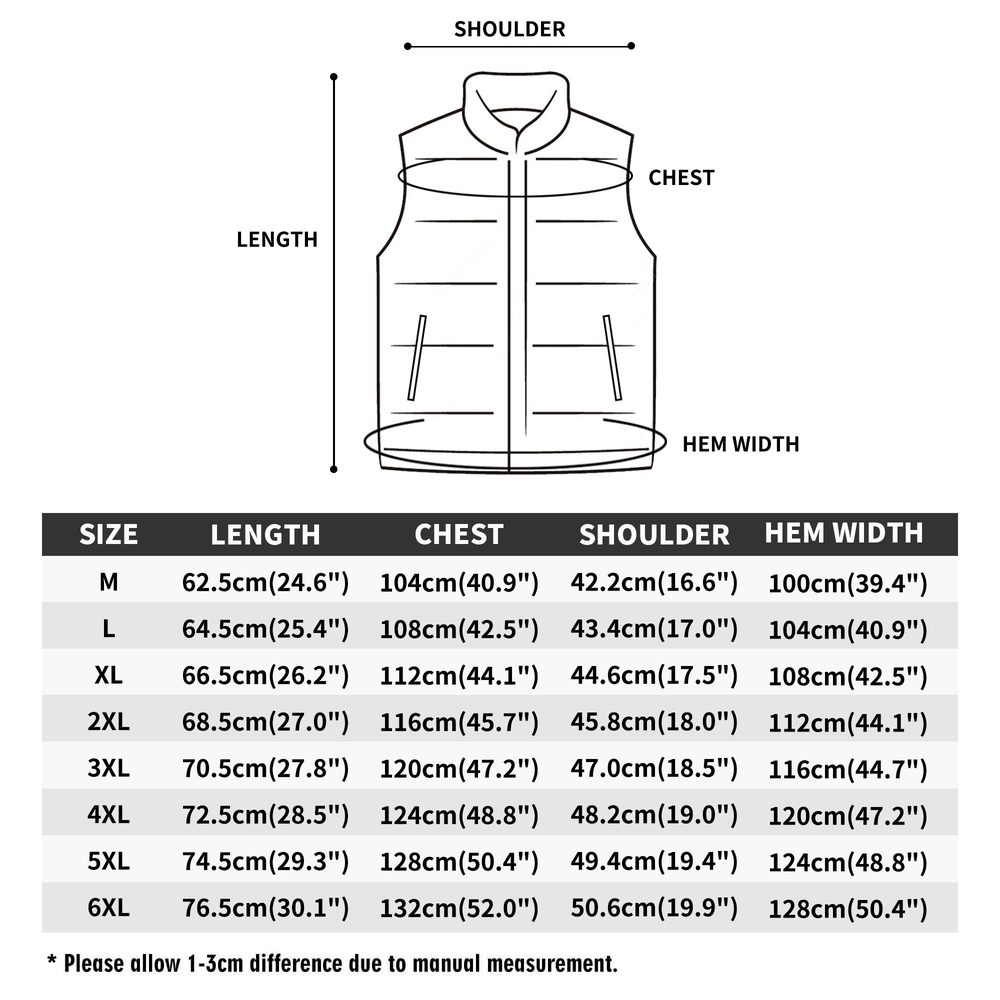 SHOULDER
CHEST
LENGTH
HEM WIDTH
SIZE LENGTH CHEST SHOULDER HEM WIDTH
M 62.5cm(24.6") 104cm(40.9") 42.2cm(16.6") 100cm(39.4")
L 64.5cm(25.4") 108cm(42.5") 43.4cm(17.0") 104cm(40.9")
XL 66.5cm(26.2") 112cm(44.1") 44.6cm(17.5") 108cm(42.5")
2XL 68.5cm(27.0") 116cm(45.7") 45.8cm(18.0") 112cm(44.1")
3XL 70.5cm(27.8") 120cm(47.2") 47.0cm(18.5") 116cm(44.7")
4XL 72.5cm(28.5") 124cm(48.8") 48.2cm(19.0") 120cm(47.2")
5XL 74.5cm(29.3") 128cm(50.4") 49.4cm(19.4") 124cm(48.8")
6XL 76.5cm(30.1") 132cm(52.0") 50.6cm(19.9") 128cm(50.4")
* Please allow 1-3cm difference due to manual measurement.